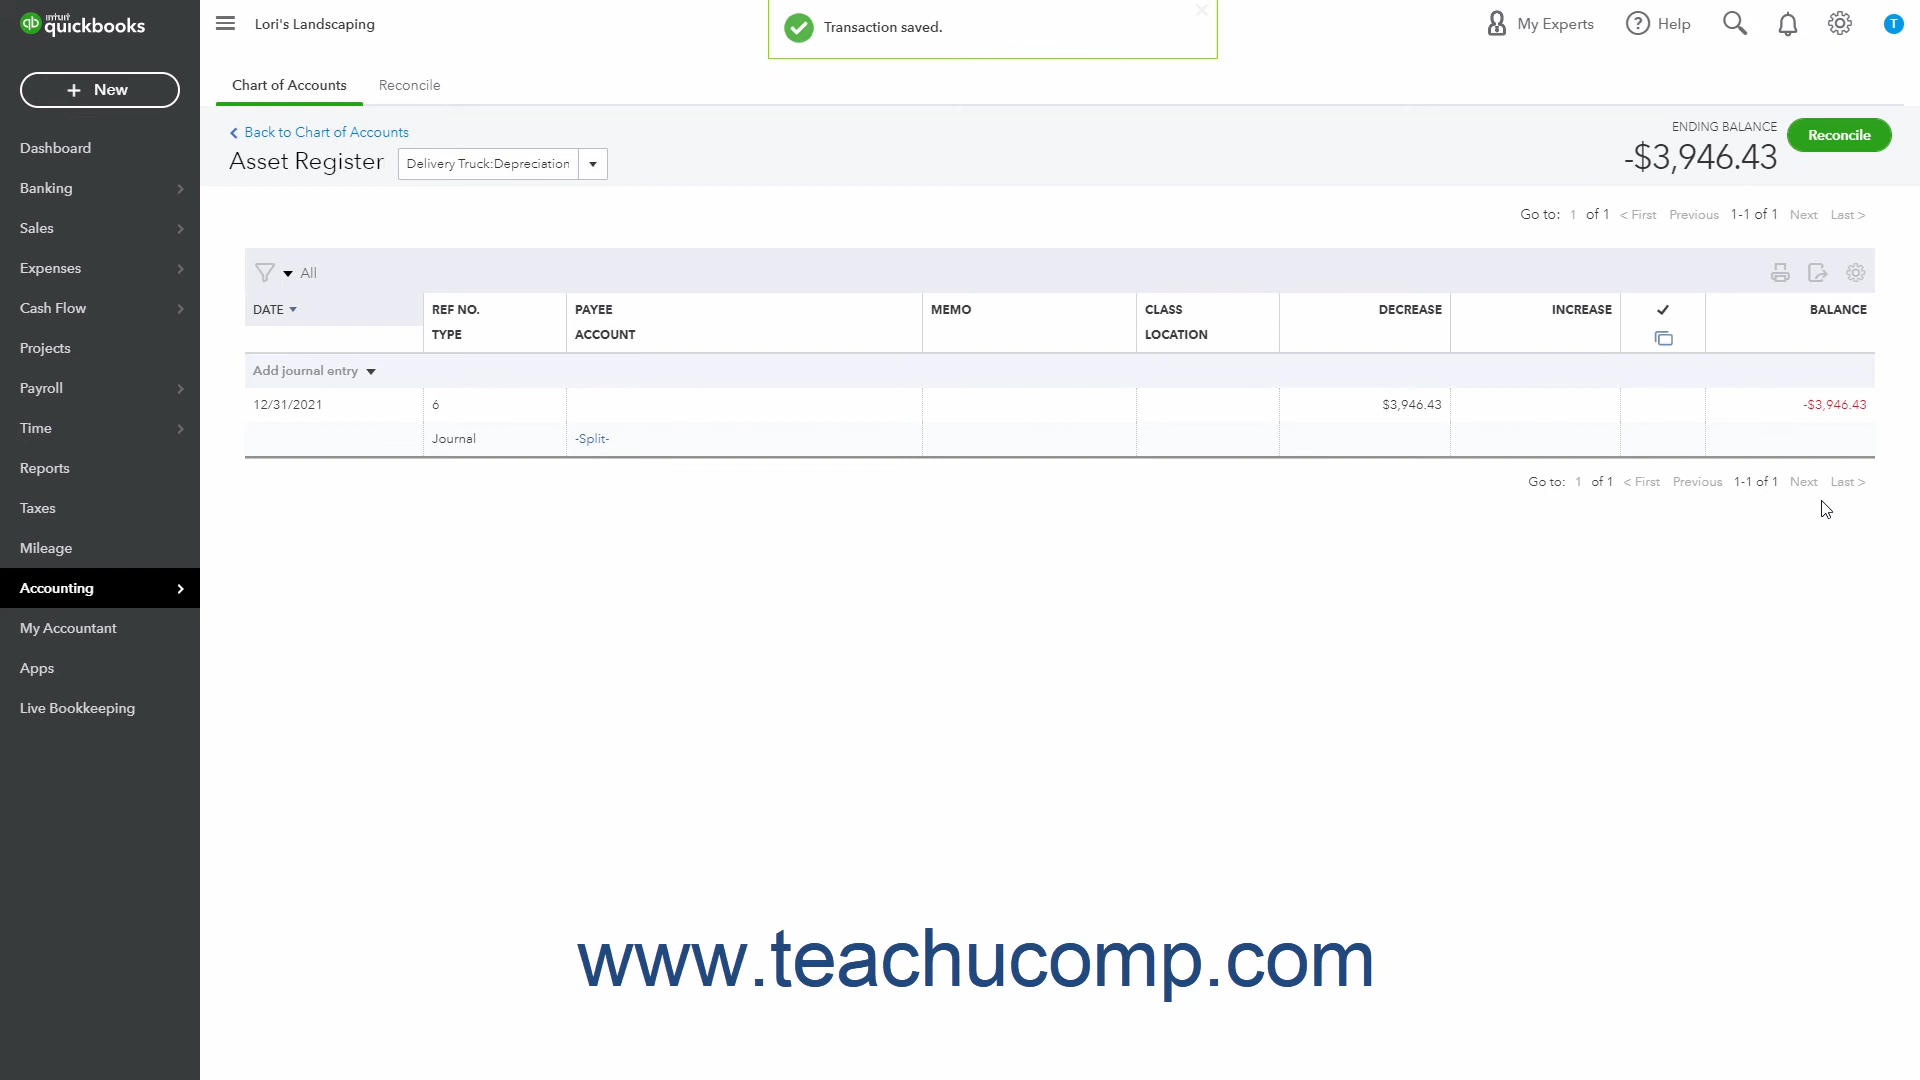 intuit
quickbooks
Lori's Landscaping
Transaction saved.
My Experts
Help
T
+ New
Chart of Accounts
Reconcile
Dashboard
Banking
Sales
Expenses
Cash Flow
Projects
Payroll
Time
Reports
Taxes
Mileage
Accounting
My Accountant
Apps
Live Bookkeeping
Back to Chart of Accounts
Asset Register
Delivery Truck:Depreciation
ENDING BALANCE
-$3,946.43
Reconcile
Go to: 1 of 1 < First Previous 1-1 of 1 Next Last >
All
DATE REF NO. PAYEE MEMO CLASS DECREASE INCREASE ✓ BALANCE
TYPE ACCOUNT LOCATION
Add journal entry
12/31/2021 6 $3,946.43 -$3,946.43
Journal -Split-
Go to: 1 of 1 < First Previous 1-1 of 1 Next Last >
www.teachucomp.com